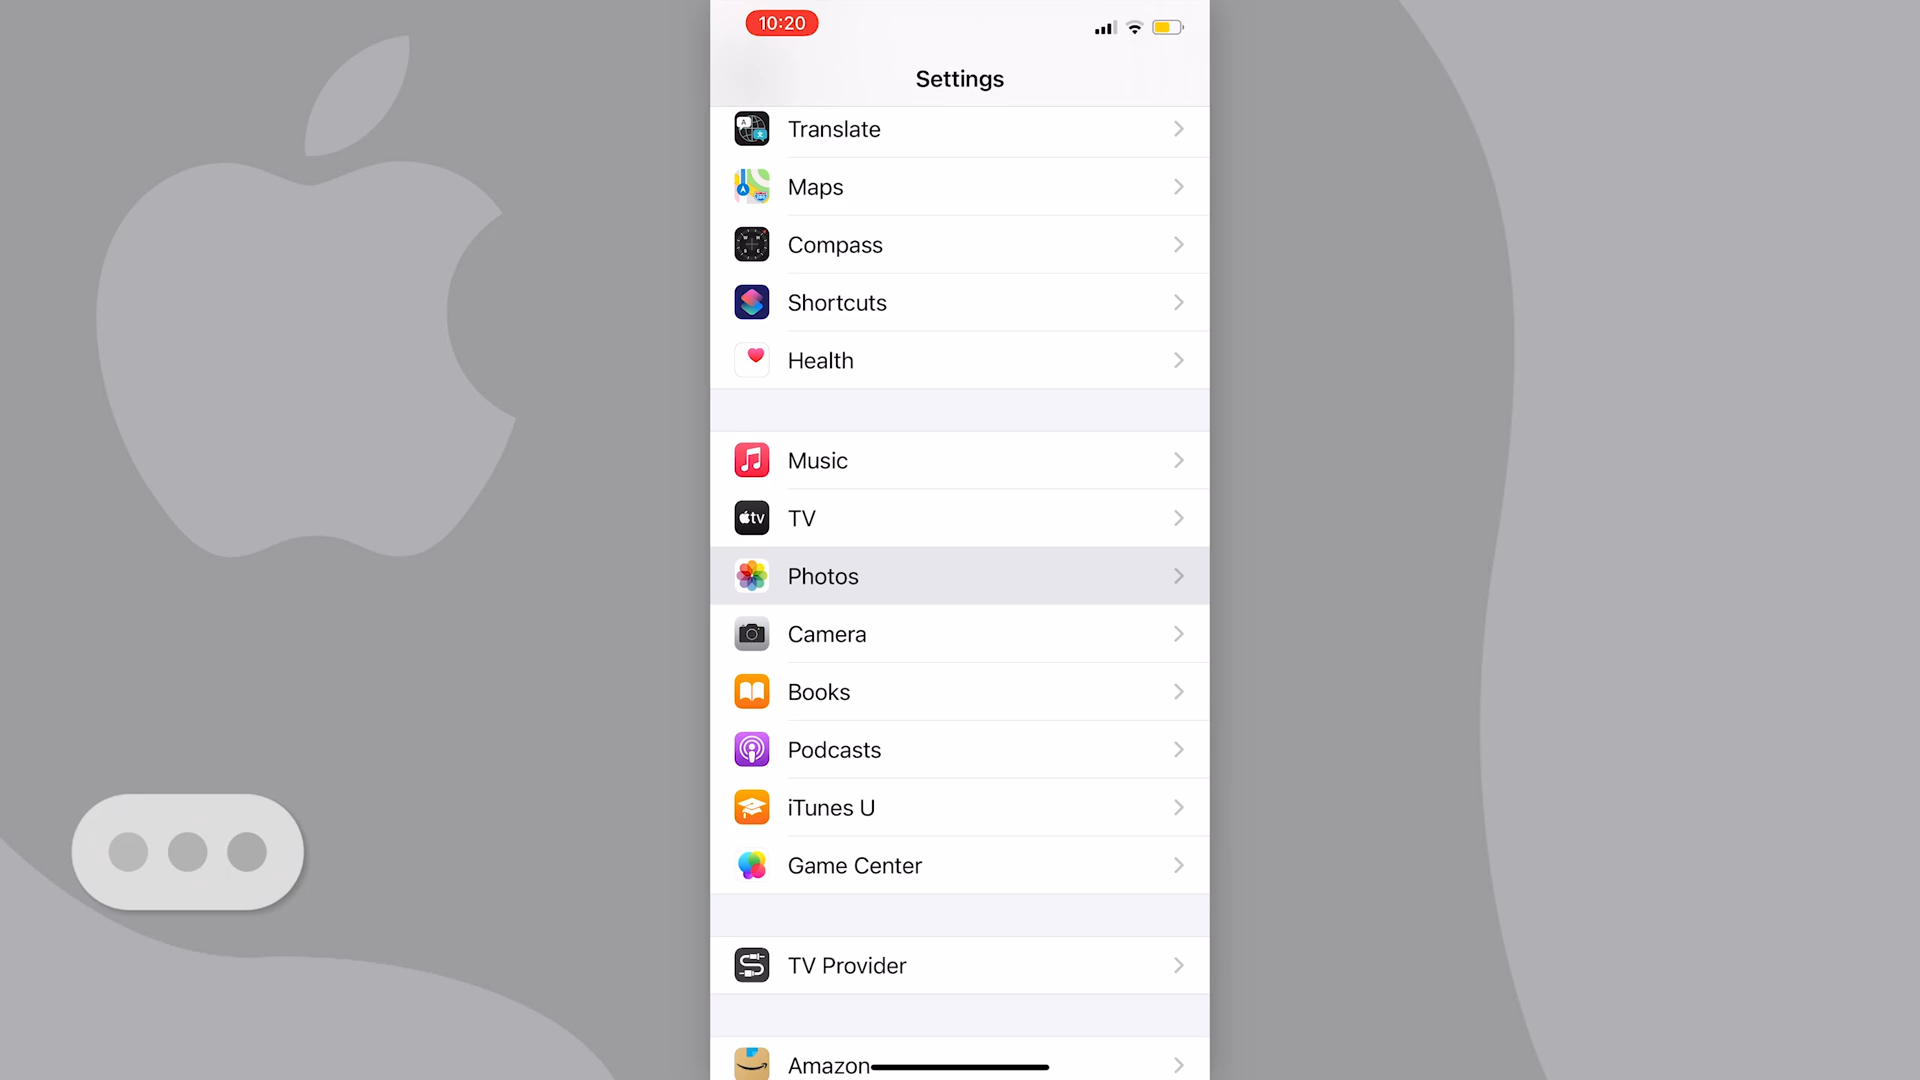 10:20
Settings
Translate
Maps
Compass
Shortcuts
Health
Music
tv TV
Photos
Camera
Books
Podcasts
iTunes U
Game Center
TV Provider
Amazon